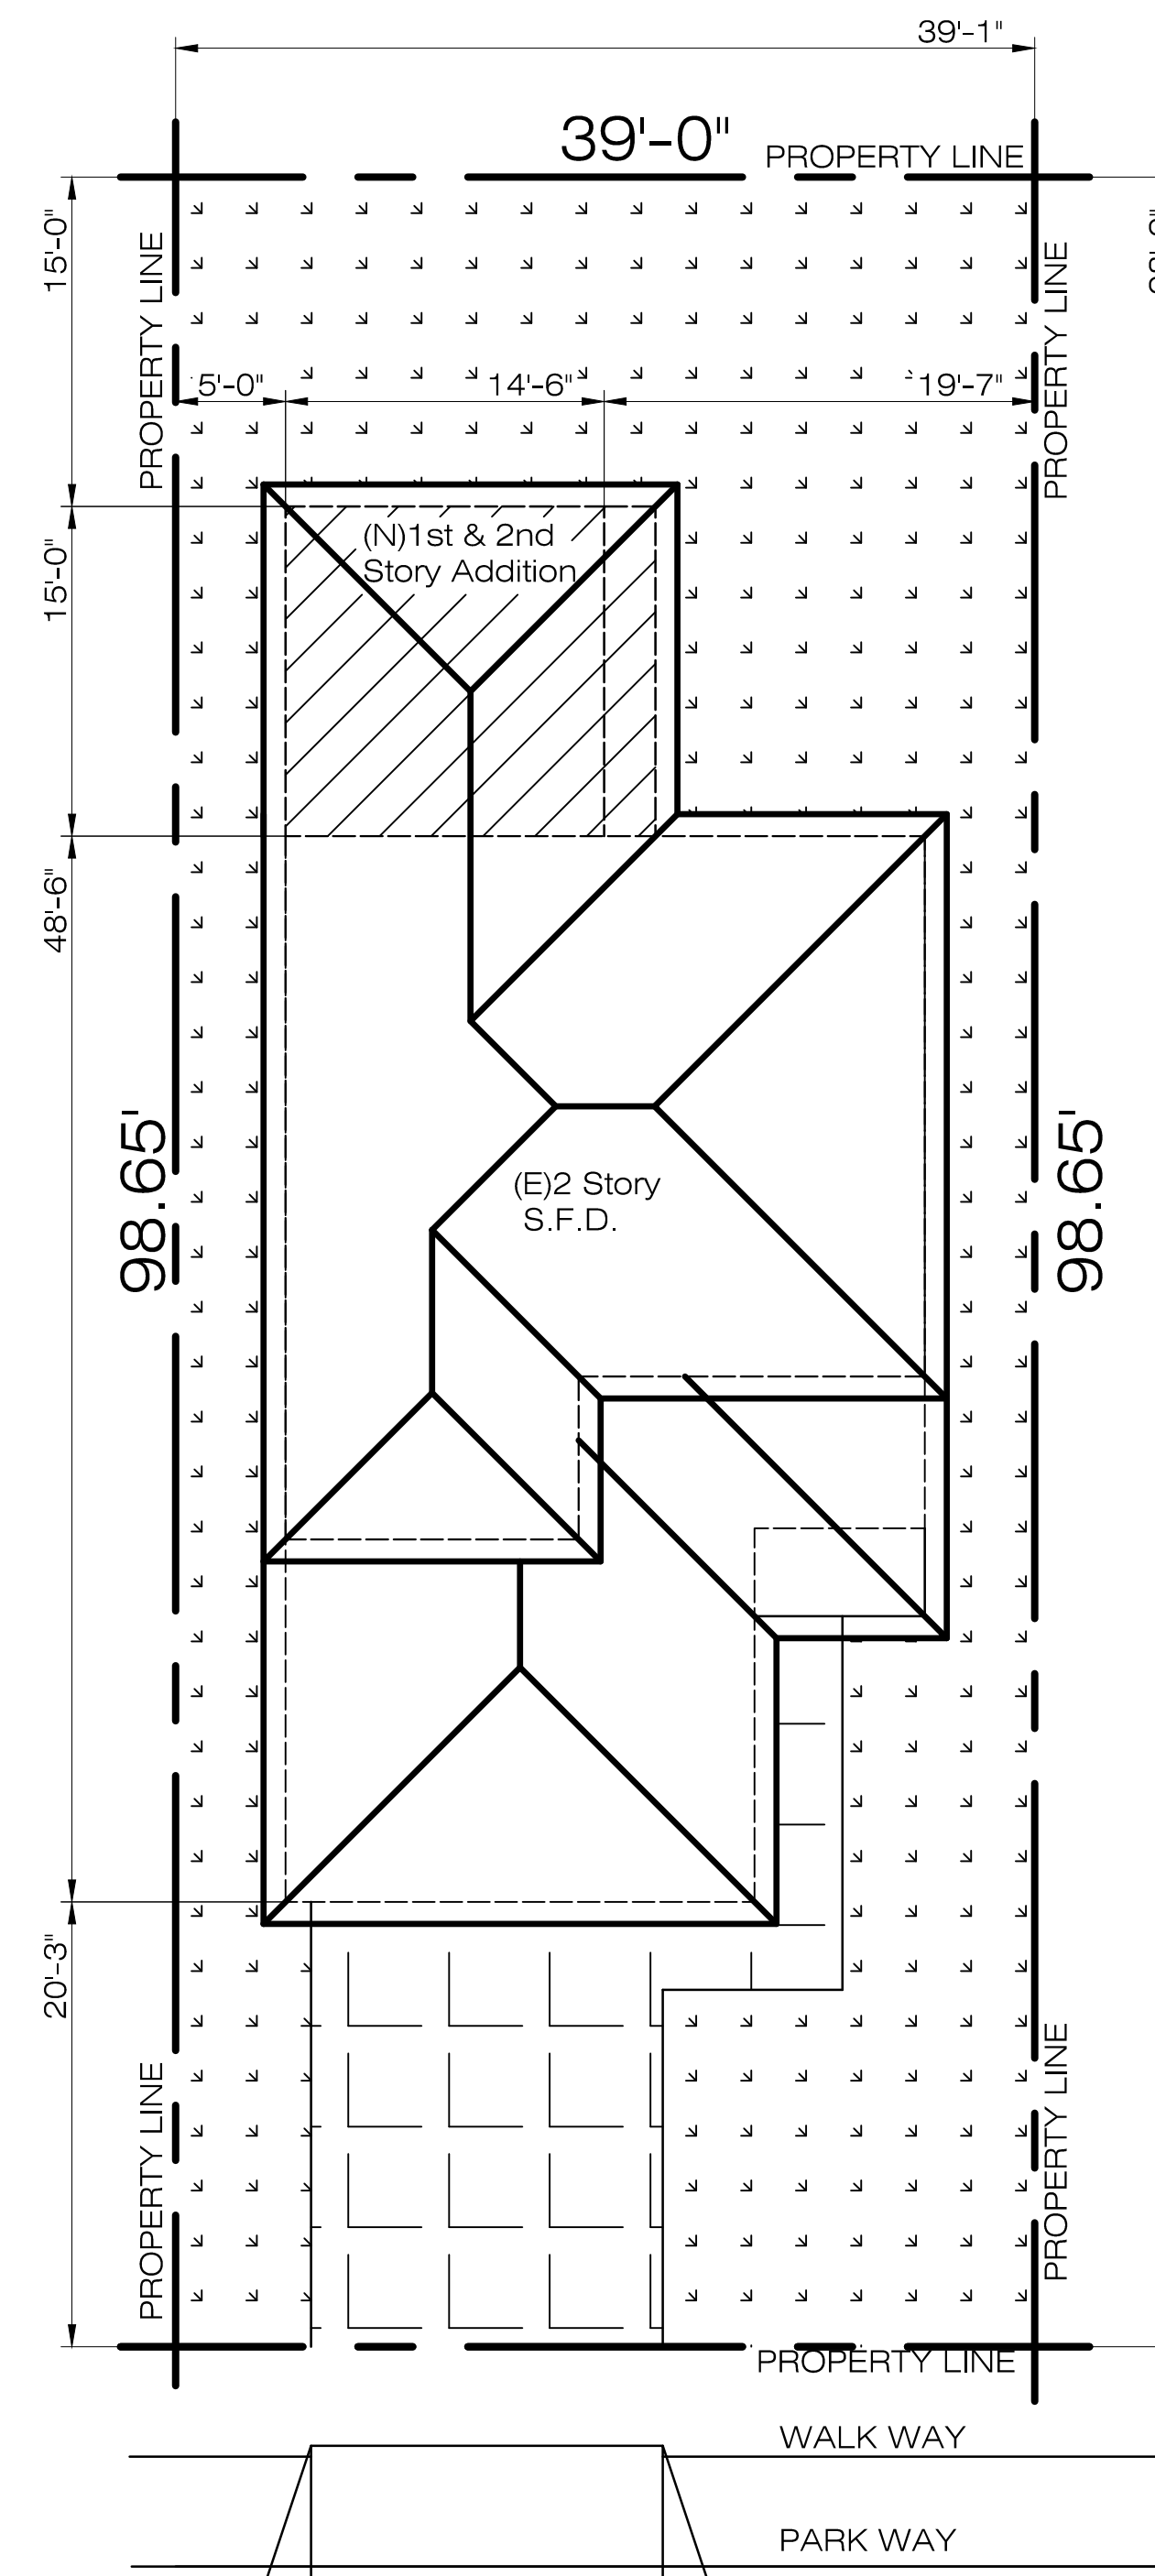 39'-1"
39'-0"
PROPERTY LINE
15'-0"
PROPERTY LINE
PROPERTY LINE
5'-0"
14'-6"
19'-7"
(N)1st & 2nd
Story Addition
15'-0"
48'-6"
98.65'
98.65'
(E)2 Story
S.F.D.
20'-3"
PROPERTY LINE
PROPERTY LINE
PROPERTY LINE
WALK WAY
PARK WAY